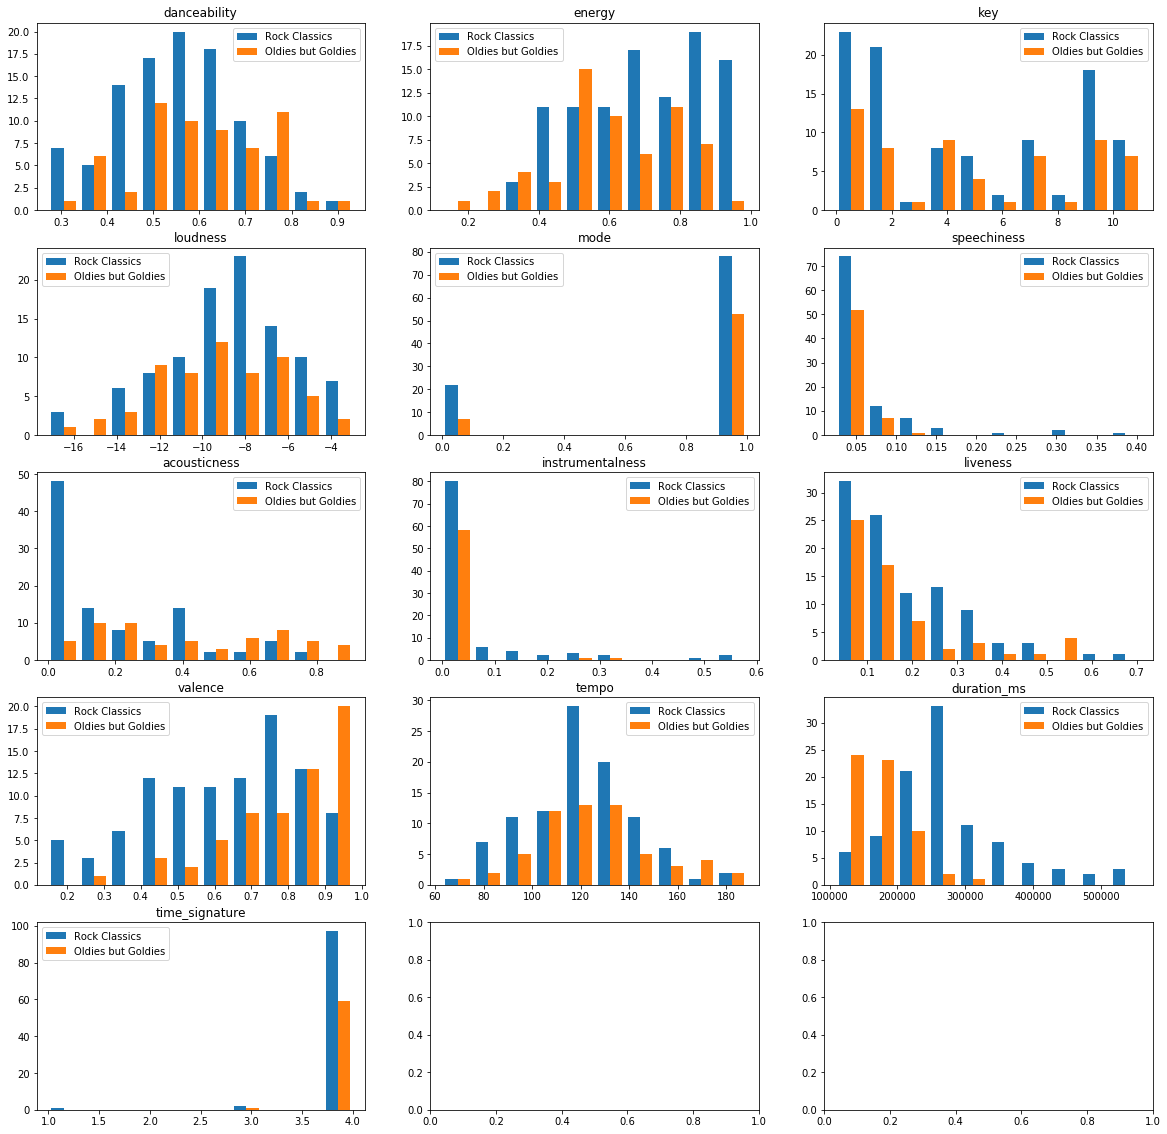 danceability
energy
key
20.0
17.5
15.0
12.5
10.0
7.5
5.0
2.5
0.0
Rock Classics
Oldies but Goldies
0.3 0.4 0.5 0.6 0.7 0.8 0.9
17.5
15.0
12.5
10.0
7.5
5.0
2.5
0.0
Rock Classics
Oldies but Goldies
0.2 0.4 0.6 0.8 1.0
20
15
10
5
0
Rock Classics
Oldies but Goldies
0 2 4 6 8 10
loudness
mode
speechiness
20
15
10
5
0
Rock Classics
Oldies but Goldies
−16 −14 −12 −10 −8 −6 −4
80
70
60
50
40
30
20
10
0
Rock Classics
Oldies but Goldies
0.0 0.2 0.4 0.6 0.8 1.0
70
60
50
40
30
20
10
0
Rock Classics
Oldies but Goldies
0.05 0.10 0.15 0.20 0.25 0.30 0.35 0.40
acousticness
instrumentalness
liveness
50
40
30
20
10
0
Rock Classics
Oldies but Goldies
0.0 0.2 0.4 0.6 0.8
80
70
60
50
40
30
20
10
0
Rock Classics
Oldies but Goldies
0.0 0.1 0.2 0.3 0.4 0.5 0.6
30
25
20
15
10
5
0
Rock Classics
Oldies but Goldies
0.1 0.2 0.3 0.4 0.5 0.6 0.7
valence
tempo
duration_ms
20.0
17.5
15.0
12.5
10.0
7.5
5.0
2.5
0.0
Rock Classics
Oldies but Goldies
0.2 0.3 0.4 0.5 0.6 0.7 0.8 0.9 1.0
30
25
20
15
10
5
0
Rock Classics
Oldies but Goldies
60 80 100 120 140 160 180
30
25
20
15
10
5
0
Rock Classics
Oldies but Goldies
100000 200000 300000 400000 500000
time_signature
100
80
60
40
20
0
Rock Classics
Oldies but Goldies
1.0 1.5 2.0 2.5 3.0 3.5 4.0
1.0
0.8
0.6
0.4
0.2
0.0
0.0 0.2 0.4 0.6 0.8 1.0
1.0
0.8
0.6
0.4
0.2
0.0
0.0 0.2 0.4 0.6 0.8 1.0